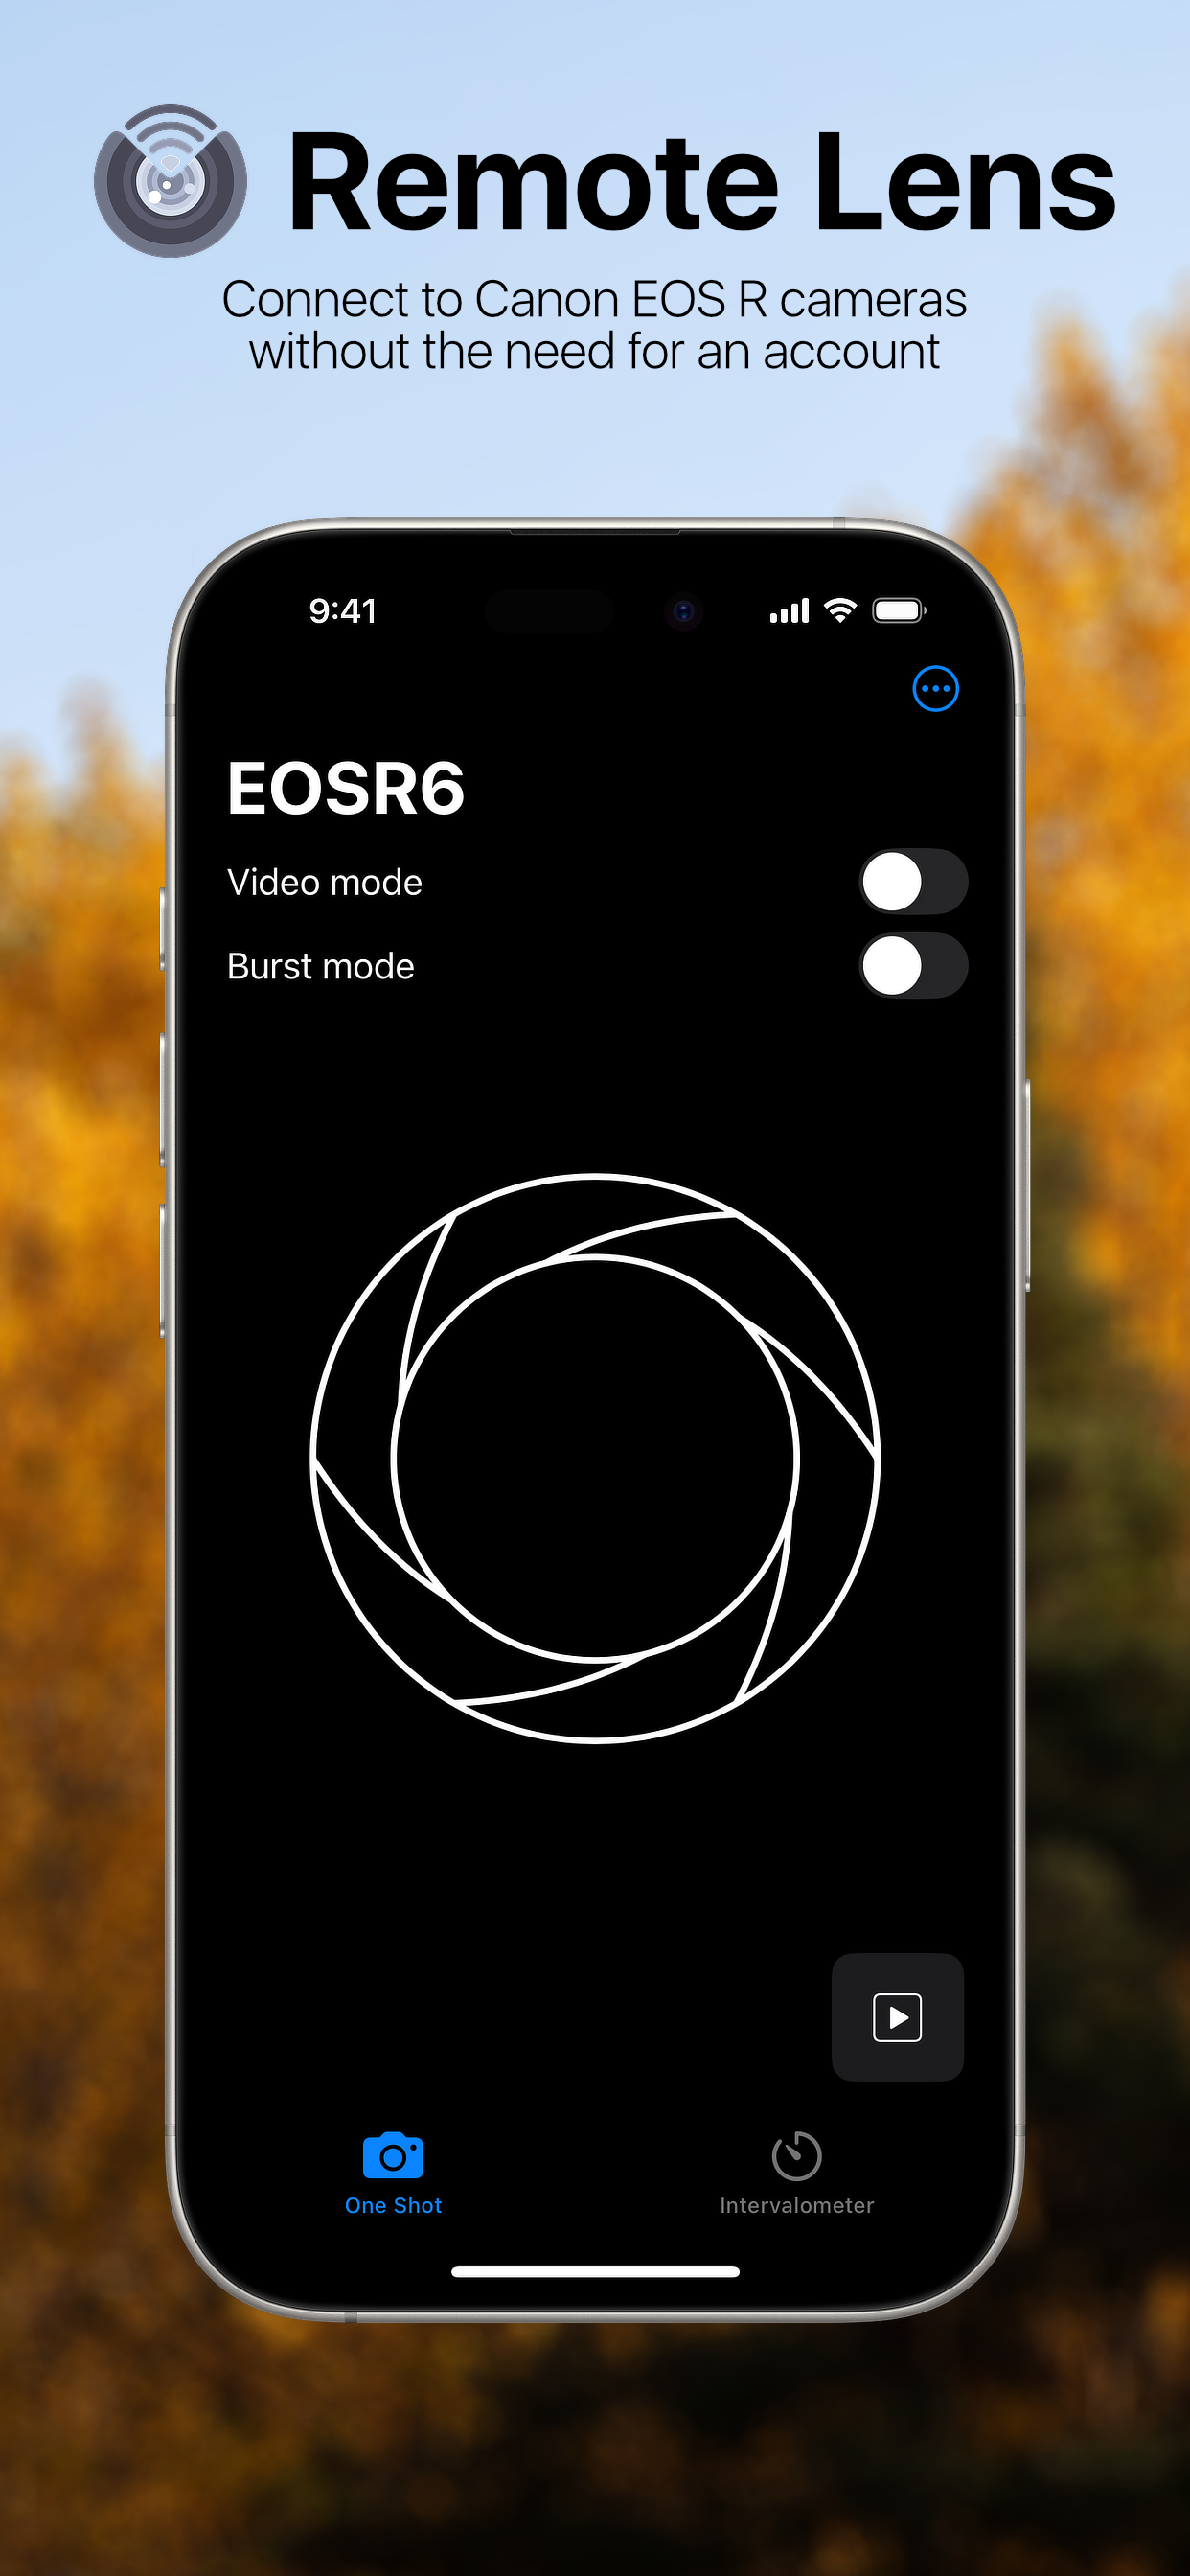 Remote Lens
Connect to Canon EOS R cameras
without the need for an account
9:41
EOSR6
Video mode
Burst mode
One Shot
Intervalometer